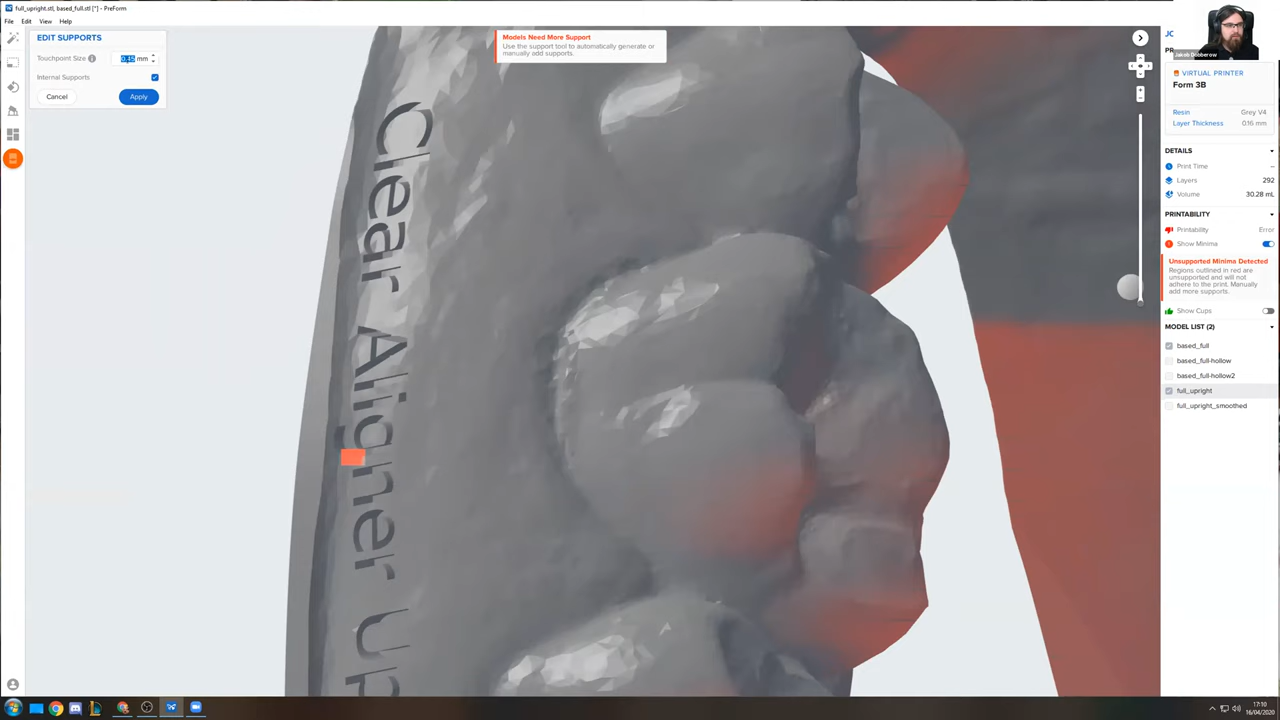 full_upright.stl, based_full.stl [*] - PreForm
File Edit View Help
EDIT SUPPORTS
Touchpoint Size 0.45 mm
Internal Supports
Cancel Apply
Models Need More Support
Use the support tool to automatically generate or
manually add supports.
Clear Aligner Up
Jakob Dobberow
VIRTUAL PRINTER
Form 3B
Resin Grey V4
Layer Thickness 0.16 mm
DETAILS
Print Time --
Layers 292
Volume 30.28 mL
PRINTABILITY
Printability Error
Show Minima
Unsupported Minima Detected
Regions outlined in red are
unsupported and will not
adhere to the print. Manually
add more supports.
Show Cups
MODEL LIST (2)
based_full
based_full-hollow
based_full-hollow2
full_upright
full_upright_smoothed
17:10
16/04/2020